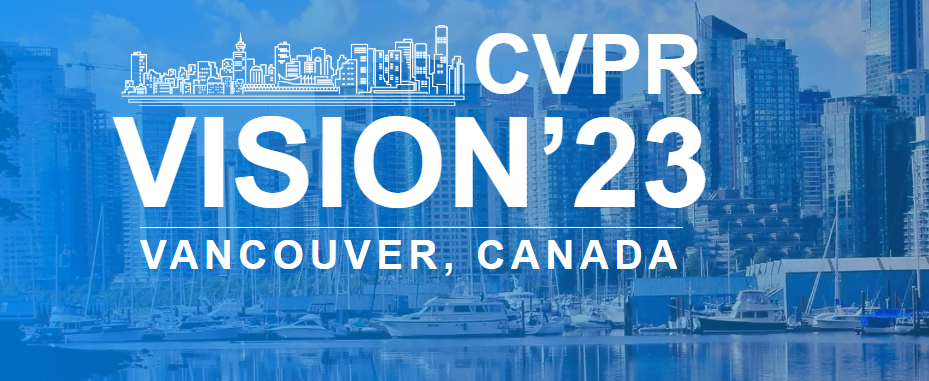 CVPR
VISION’23
VANCOUVER, CANADA